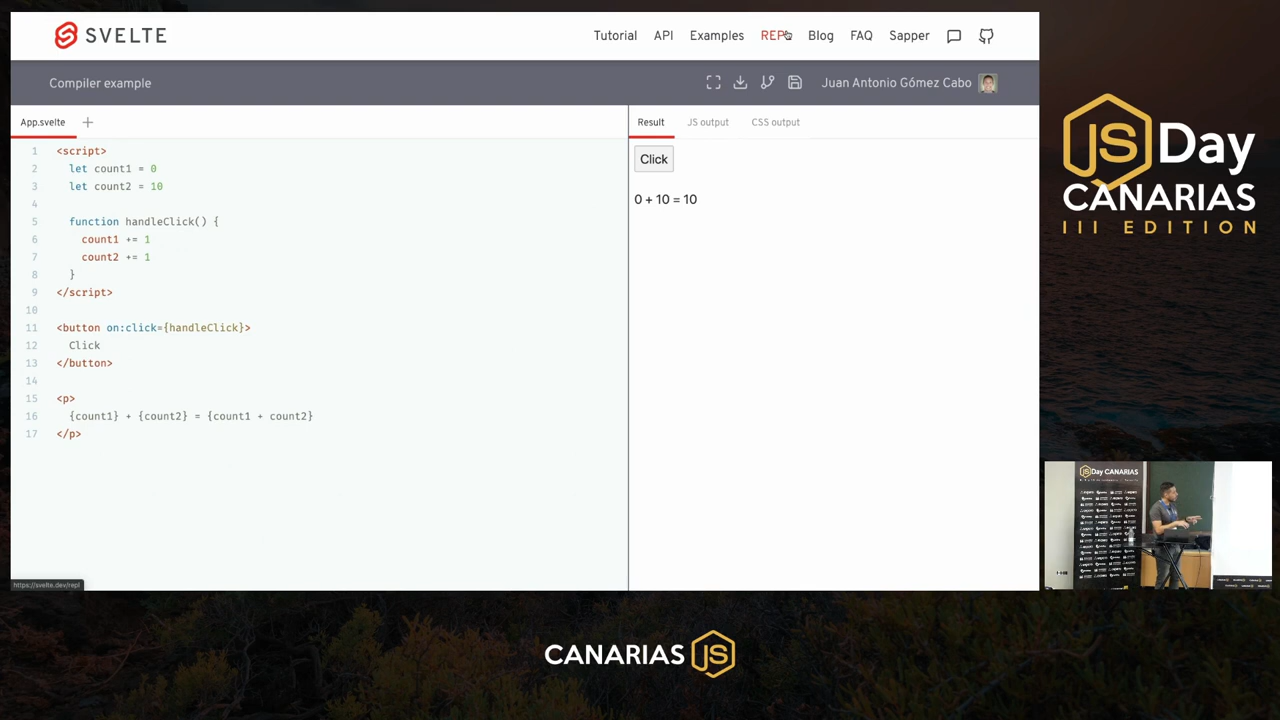 SVELTE
Tutorial API Examples REPL Blog FAQ Sapper
Compiler example
Juan Antonio Gómez Cabo
App.svelte
1 <script>
2 let count1 = 0
3 let count2 = 10
4
5 function handleClick() {
6 count1 += 1
7 count2 += 1
8 }
9 </script>
10
11 <button on:click={handleClick}>
12 Click
13 </button>
14
15 <p>
16 {count1} + {count2} = {count1 + count2}
17 </p>
Result JS output CSS output
Click
0 + 10 = 10
https://svelte.dev/repl
JS Day
CANARIAS
III EDITION
JSDay CANARIAS
CANARIAS JS